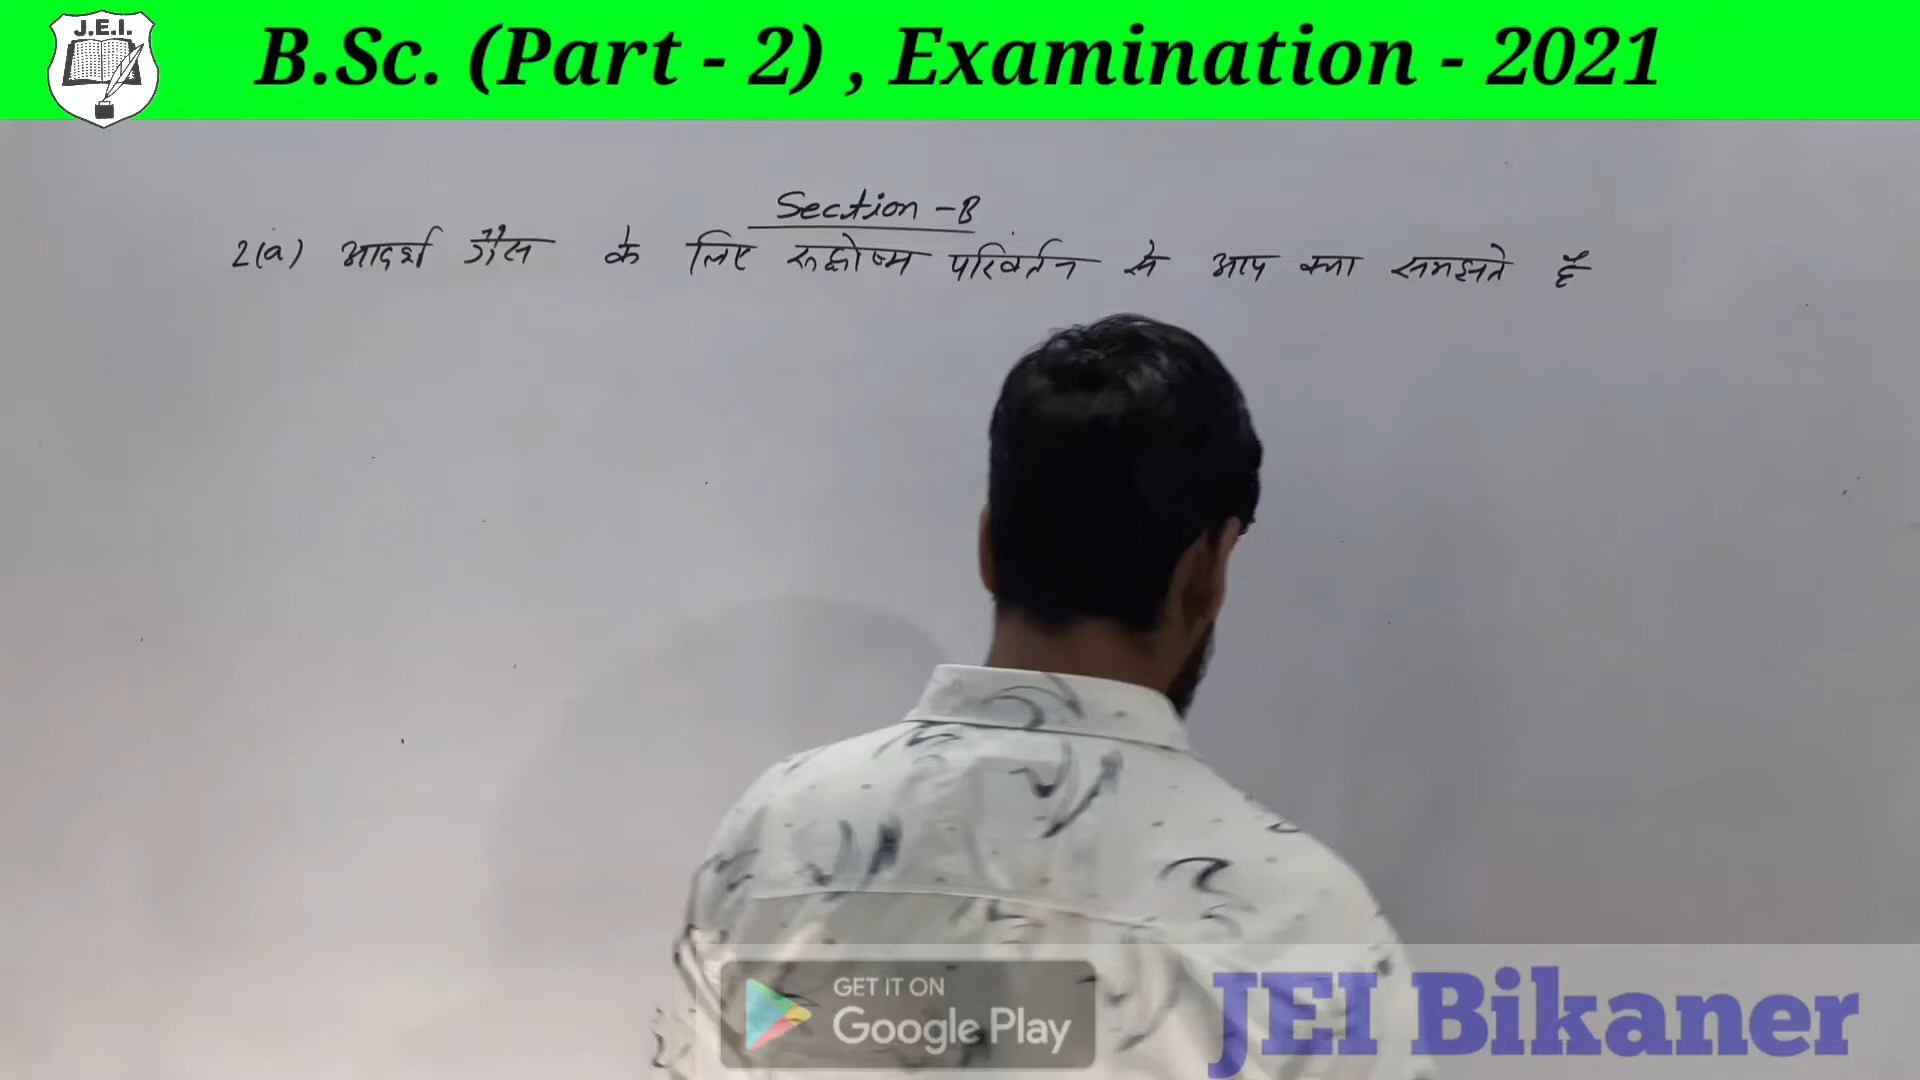 J.E.I.
B.Sc. (Part - 2) , Examination - 2021
Section - B
2(a) आदर्श गैस के लिए रूद्धोष्म परिवर्तन से आप क्या समझते हैं
GET IT ON
Google Play
JEI Bikaner